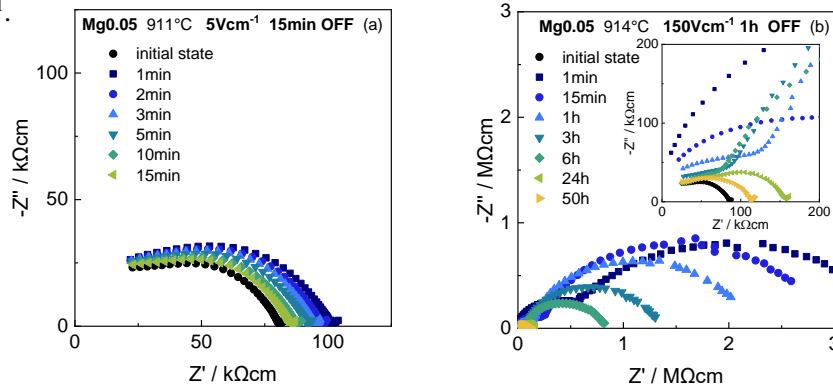 Mg0.05 911°C 5Vcm⁻¹ 15min OFF (a)
100
75
50
25
0
-Z'' / kΩcm
initial state
1min
2min
3min
5min
10min
15min
0 50 100
Z' / kΩcm
Mg0.05 914°C 150Vcm⁻¹ 1h OFF (b)
3
2
1
0
-Z'' / MΩcm
initial state
1min
15min
1h
3h
6h
24h
50h
200
100
0
-Z'' / kΩcm
0 100 200
Z' / kΩcm
0 1 2 3
Z' / MΩcm